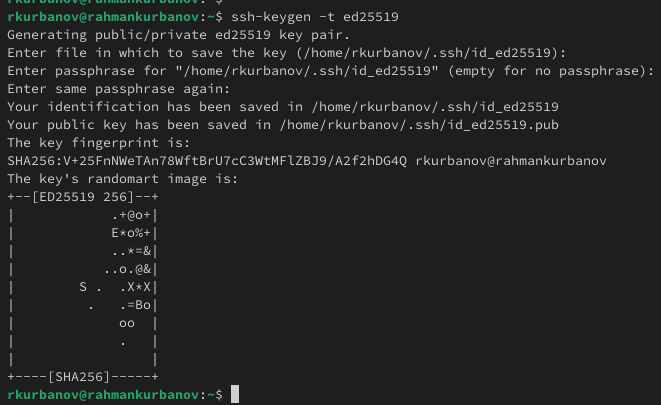 rkurbanov@rahmankurbanov:~$
rkurbanov@rahmankurbanov:~$ ssh-keygen -t ed25519
Generating public/private ed25519 key pair.
Enter file in which to save the key (/home/rkurbanov/.ssh/id_ed25519):
Enter passphrase for "/home/rkurbanov/.ssh/id_ed25519" (empty for no passphrase):
Enter same passphrase again:
Your identification has been saved in /home/rkurbanov/.ssh/id_ed25519
Your public key has been saved in /home/rkurbanov/.ssh/id_ed25519.pub
The key fingerprint is:
SHA256:V+25FnNWeTAn78WftBrU7cC3WtMFlZBJ9/A2f2hDG4Q rkurbanov@rahmankurbanov
The key's randomart image is:
+--[ED25519 256]--+
|           .+@o+|
|           E*o%+|
|           ..*=&|
|          ..o.@&|
|       S .  .X*X|
|        .   .=Bo|
|            oo  |
|            .   |
|                |
+----[SHA256]-----+
rkurbanov@rahmankurbanov:~$